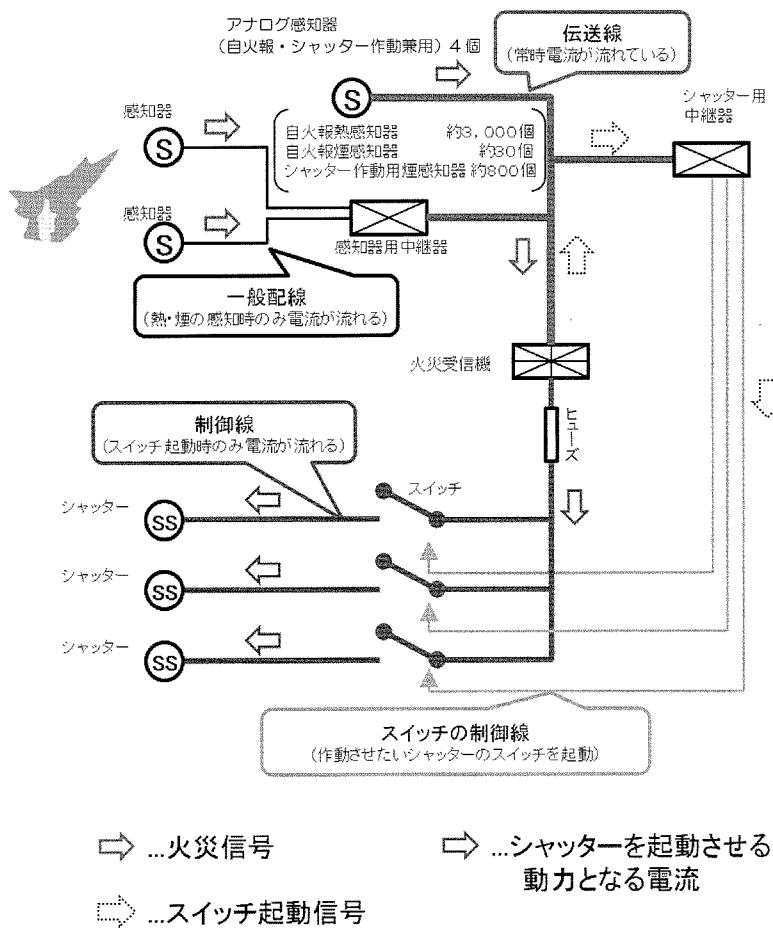 アナログ感知器
(自火報・シャッター作動兼用) 4個
伝送線
(常時電流が流れている)
シャッター用
中継器
感知器
S
S
自火報熱感知器 約3,000個
自火報煙感知器 約30個
シャッター作動用煙感知器 約800個
感知器
S
感知器用中継器
一般配線
(熱・煙の感知時のみ電流が流れる)
火災受信機
ヒューズ
制御線
(スイッチ起動時のみ電流が流れる)
スイッチ
シャッター
SS
シャッター
SS
シャッター
SS
スイッチの制御線
(作動させたいシャッターのスイッチを起動)
...火災信号
...シャッターを起動させる
動力となる電流
...スイッチ起動信号